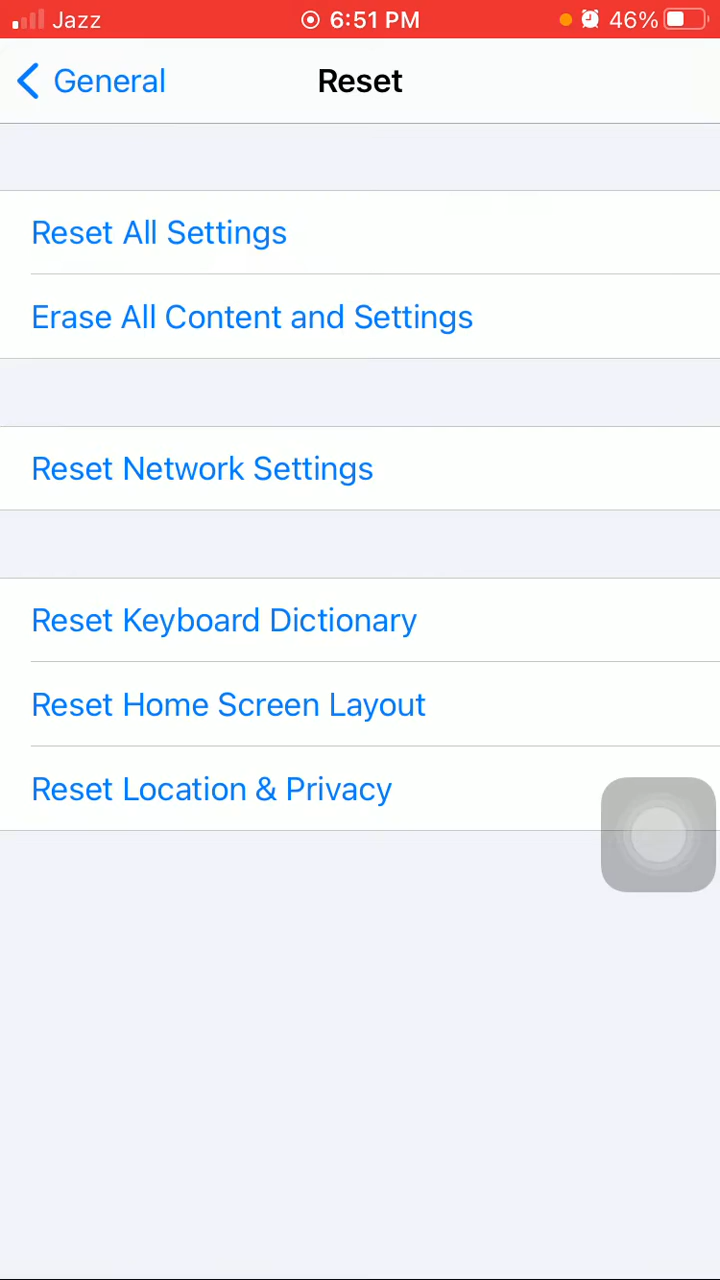 Jazz 6:51 PM 46%
General Reset
Reset All Settings
Erase All Content and Settings
Reset Network Settings
Reset Keyboard Dictionary
Reset Home Screen Layout
Reset Location & Privacy